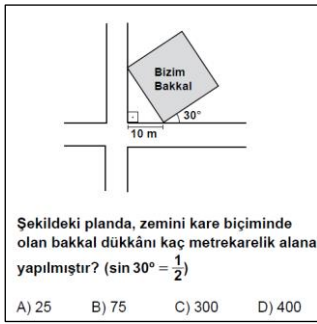 Bizim
Bakkal
30°
10 m
Şekildeki planda, zemini kare biçiminde
olan bakkal dükkânı kaç metrekarelik alana
yapılmıştır? (sin 30º = 1/2)
A) 25 B) 75 C) 300 D) 400